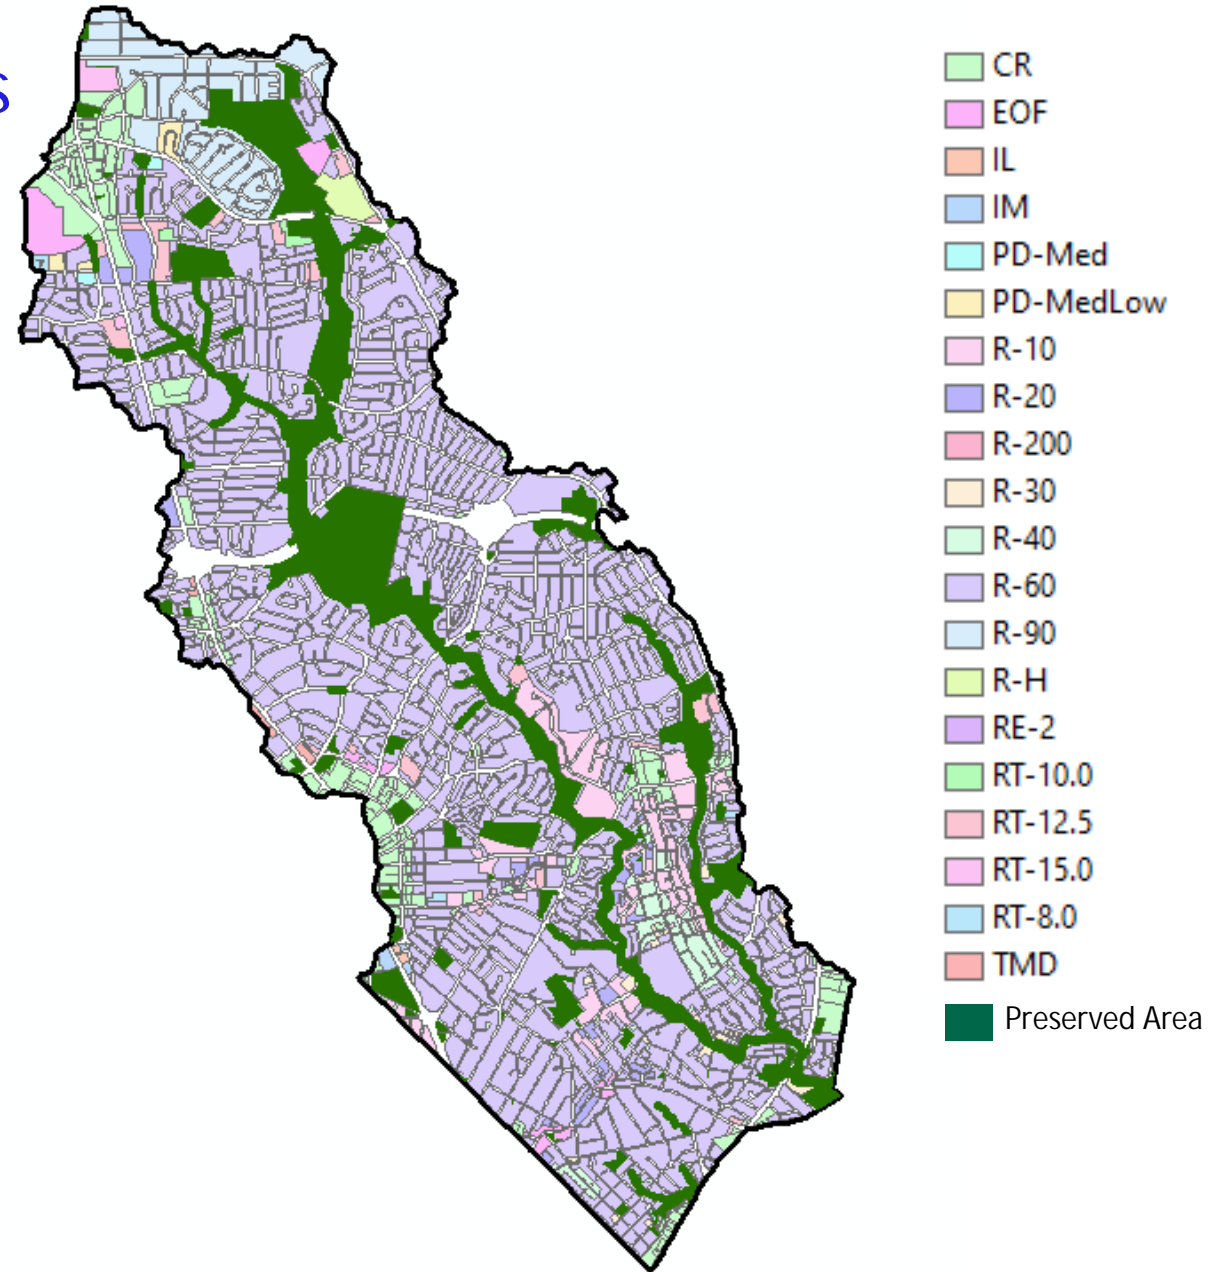 s
CR
EOF
IL
IM
PD-Med
PD-MedLow
R-10
R-20
R-200
R-30
R-40
R-60
R-90
R-H
RE-2
RT-10.0
RT-12.5
RT-15.0
RT-8.0
TMD
Preserved Area